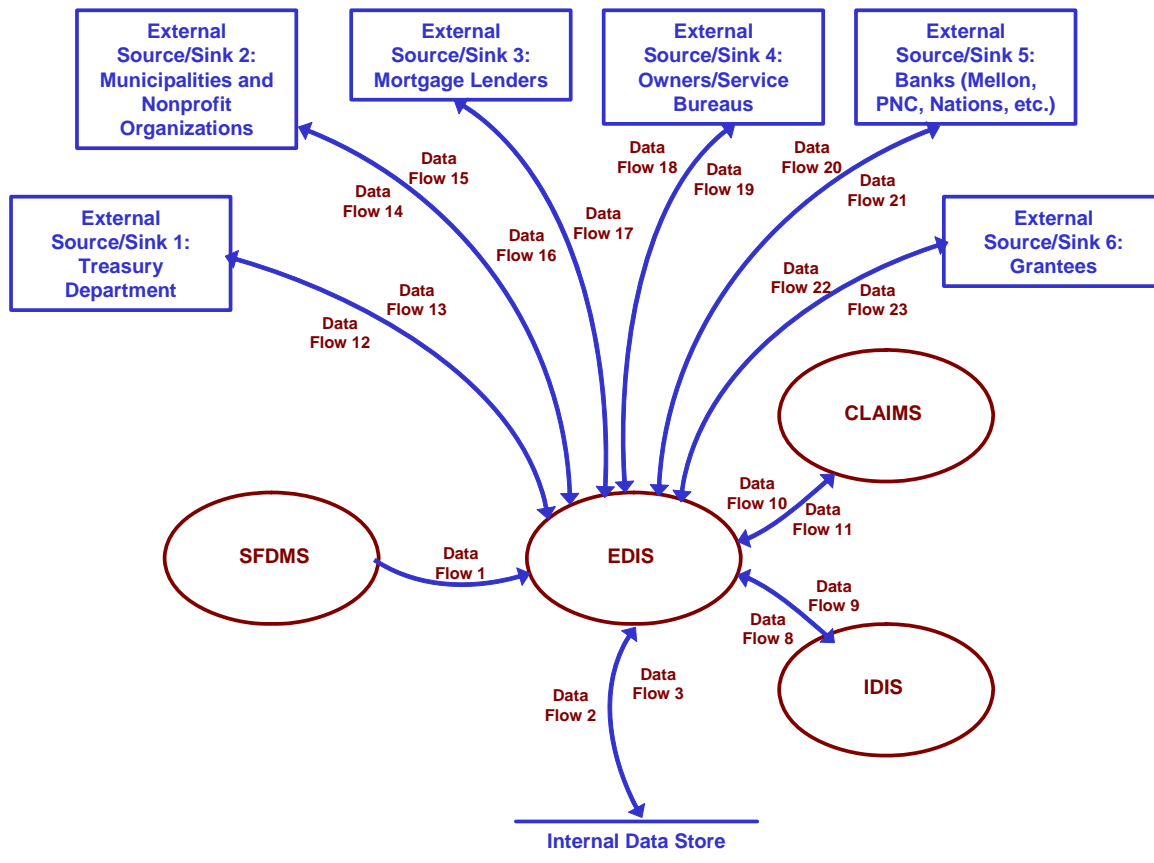 External
Source/Sink 2:
Municipalities and
Nonprofit
Organizations
External
Source/Sink 3:
Mortgage Lenders
External
Source/Sink 4:
Owners/Service
Bureaus
External
Source/Sink 5:
Banks (Mellon,
PNC, Nations, etc.)
External
Source/Sink 1:
Treasury
Department
External
Source/Sink 6:
Grantees
Data
Flow 15
Data
Flow 14
Data
Flow 18
Data
Flow 19
Data
Flow 20
Data
Flow 21
Data
Flow 17
Data
Flow 16
Data
Flow 13
Data
Flow 12
Data
Flow 22
Data
Flow 23
CLAIMS
Data
Flow 10
Data
Flow 11
SFDMS
Data
Flow 1
EDIS
Data
Flow 9
Data
Flow 8
IDIS
Data
Flow 3
Data
Flow 2
Internal Data Store